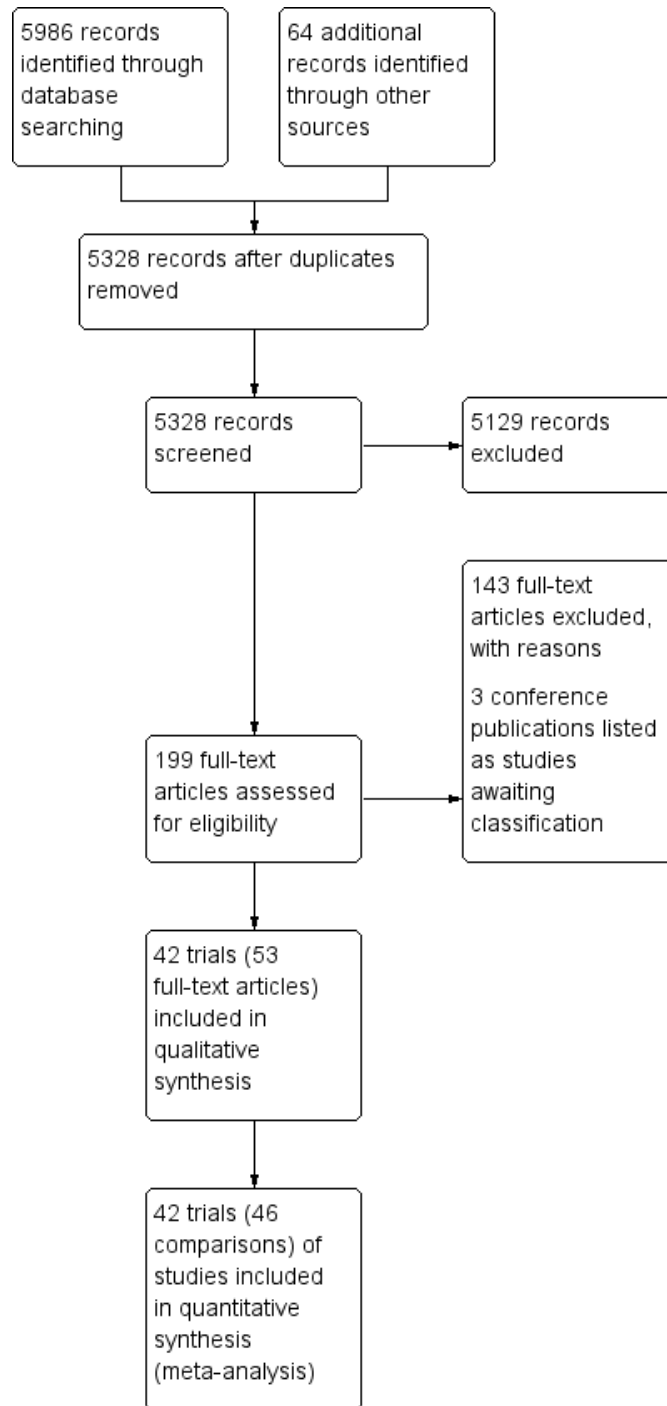 5986 records
identified through
database
searching
64 additional
records identified
through other
sources
5328 records after duplicates
removed
5328 records
screened
5129 records
excluded
143 full-text
articles excluded,
with reasons
3 conference
publications listed
as studies
awaiting
classification
199 full-text
articles assessed
for eligibility
42 trials (53
full-text articles)
included in
qualitative
synthesis
42 trials (46
comparisons) of
studies included
in quantitative
synthesis
(meta-analysis)